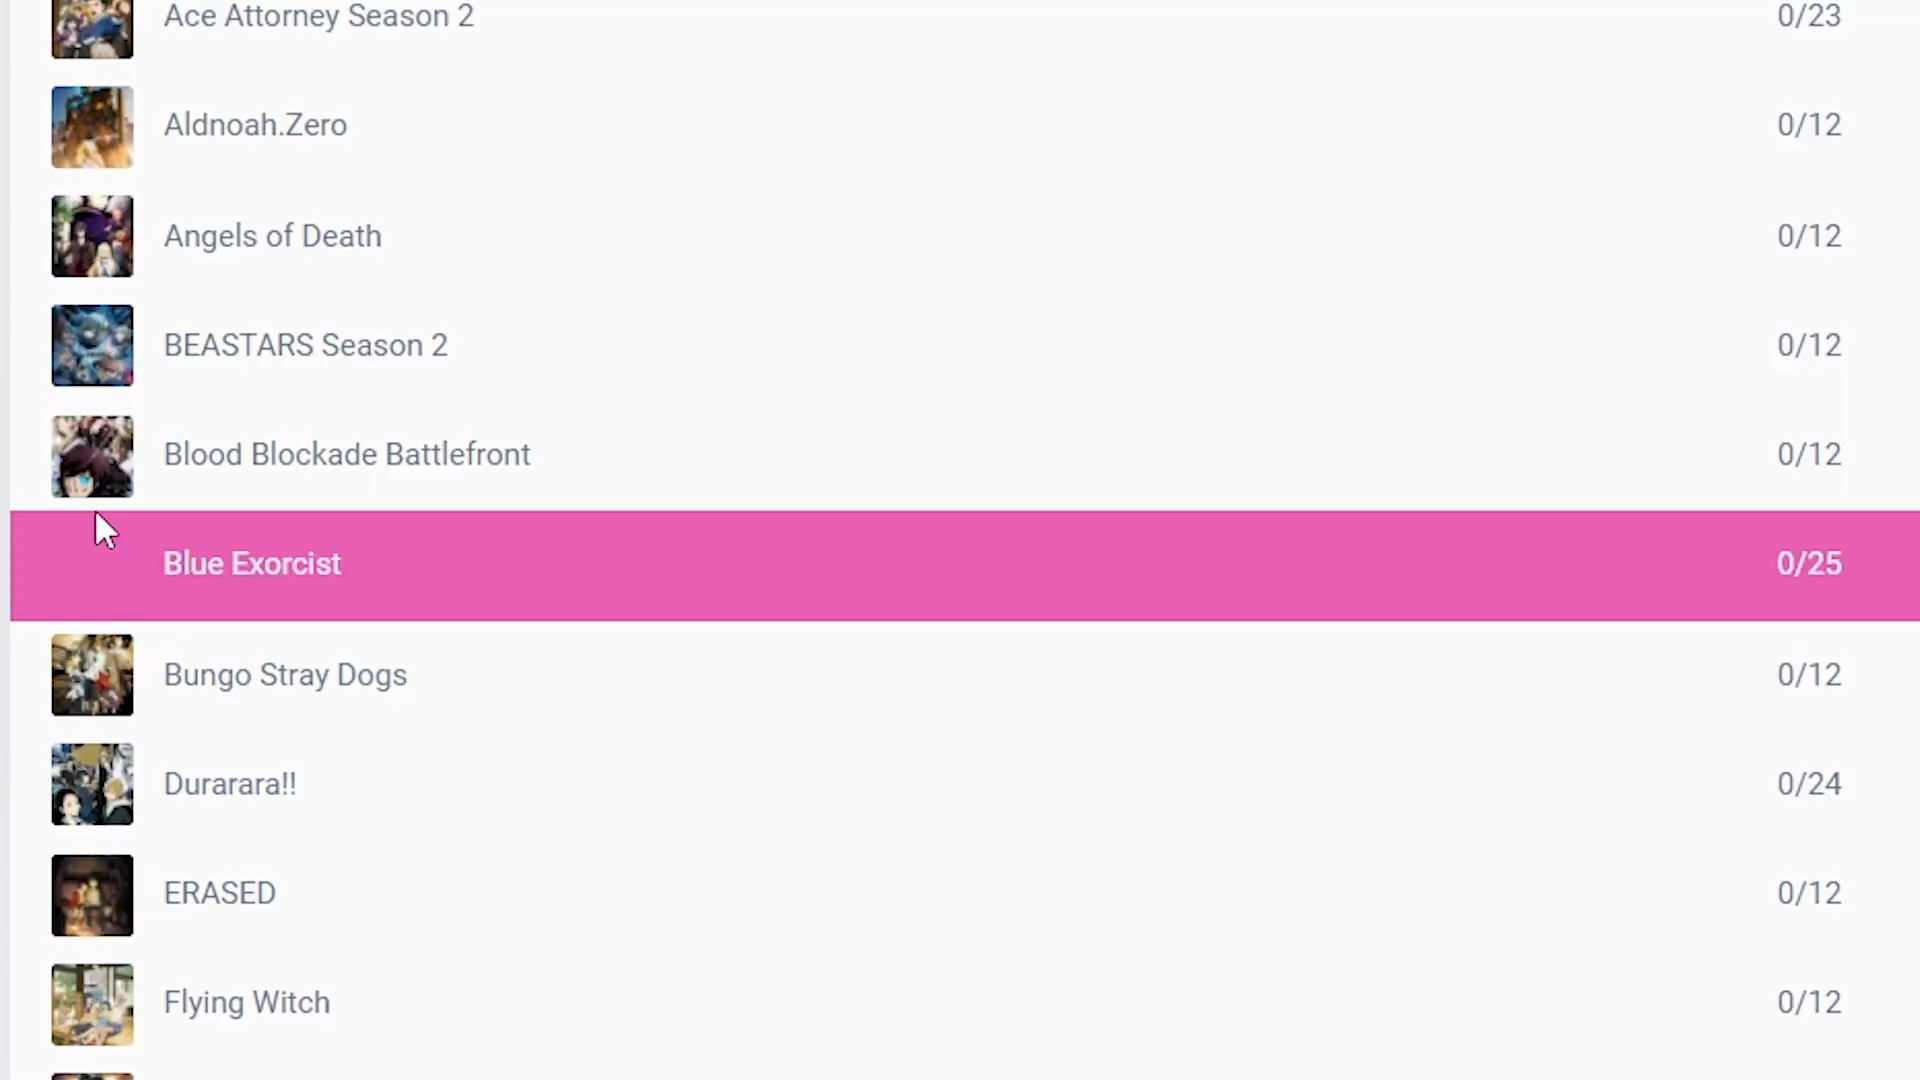 Ace Attorney Season 2 0/23
Aldnoah.Zero 0/12
Angels of Death 0/12
BEASTARS Season 2 0/12
Blood Blockade Battlefront 0/12
Blue Exorcist 0/25
Bungo Stray Dogs 0/12
Durarara!! 0/24
ERASED 0/12
Flying Witch 0/12